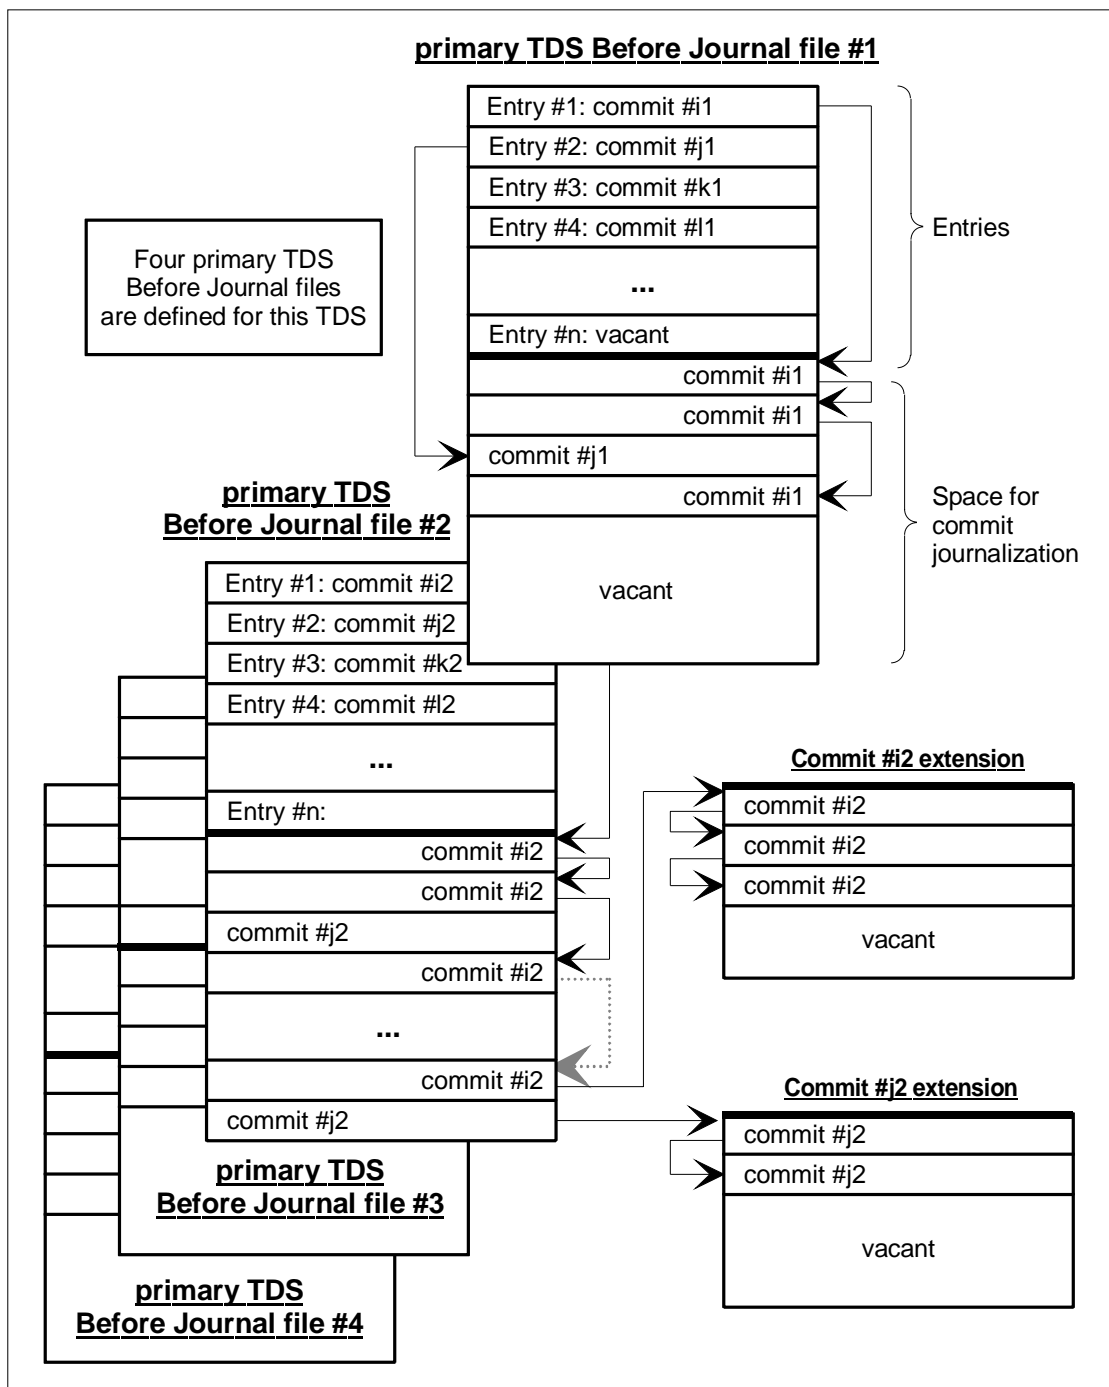 primary TDS Before Journal file #1
Entry #1: commit #i1
Entry #2: commit #j1
Entry #3: commit #k1
Entry #4: commit #l1
...
Entry #n: vacant
commit #i1
commit #i1
commit #j1
commit #i1
vacant
Entries
Space for
commit
journalization
Four primary TDS
Before Journal files
are defined for this TDS
primary TDS
Before Journal file #2
Entry #1: commit #i2
Entry #2: commit #j2
Entry #3: commit #k2
Entry #4: commit #l2
...
Entry #n:
commit #i2
commit #i2
commit #j2
commit #i2
...
commit #i2
commit #j2
Commit #i2 extension
commit #i2
commit #i2
commit #i2
vacant
Commit #j2 extension
commit #j2
commit #j2
vacant
primary TDS
Before Journal file #3
primary TDS
Before Journal file #4